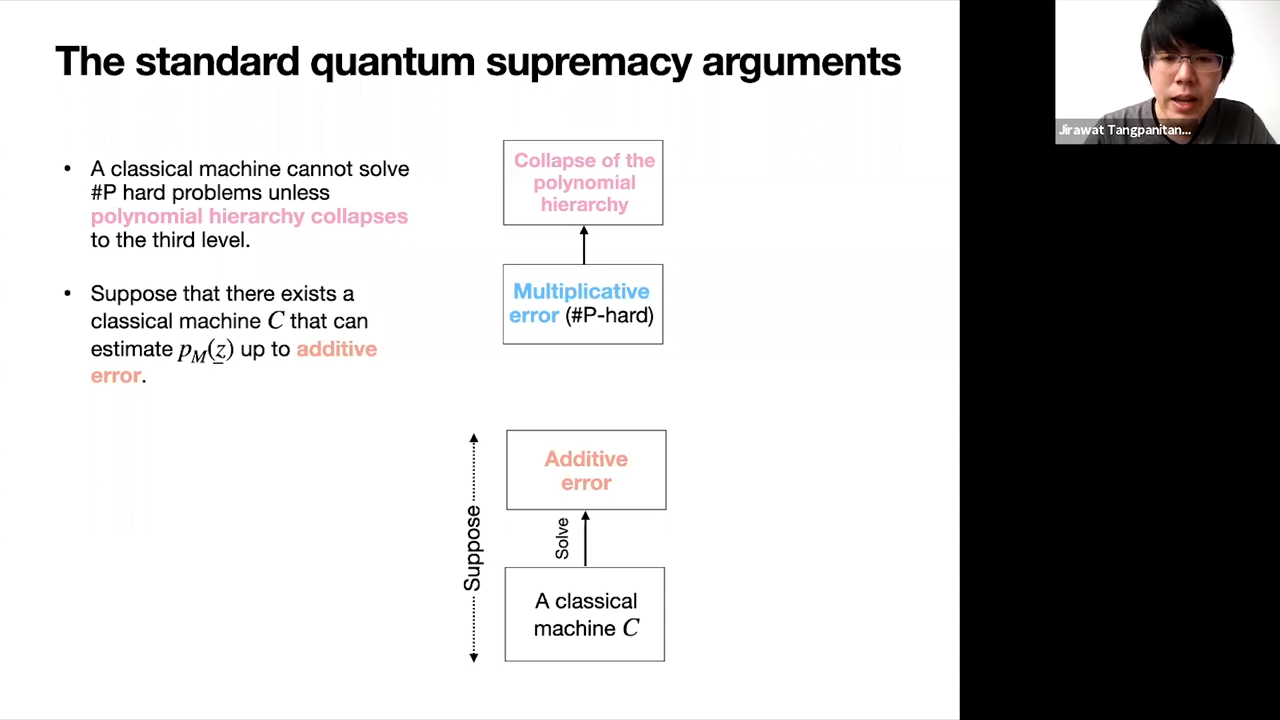 The standard quantum supremacy arguments
Jirawat Tangpanitan...
• A classical machine cannot solve
#P hard problems unless
polynomial hierarchy collapses
to the third level.
• Suppose that there exists a
classical machine C that can
estimate p_M(z) up to additive
error.
Collapse of the
polynomial
hierarchy
Multiplicative
error (#P-hard)
Additive
error
Suppose
Solve
A classical
machine C